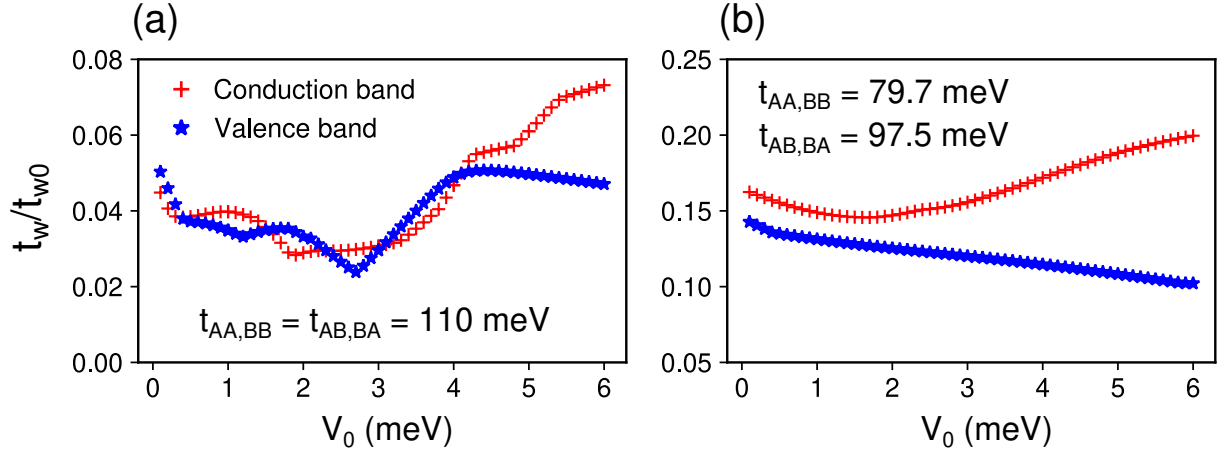 (a)
t_w/t_w0
0.08
0.06
0.04
0.02
0.00
Conduction band
Valence band
t_AA,BB = t_AB,BA = 110 meV
0 1 2 3 4 5 6
V_0 (meV)
(b)
0.25
0.20
0.15
0.10
0.05
t_AA,BB = 79.7 meV
t_AB,BA = 97.5 meV
0 1 2 3 4 5 6
V_0 (meV)